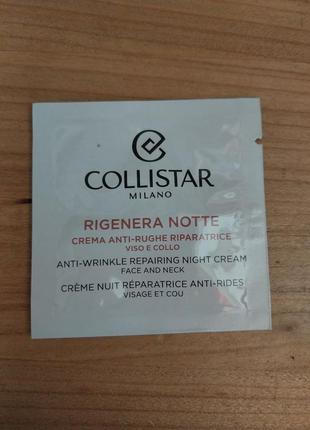 COLLISTAR
MILANO
RIGENERA NOTTE
CREMA ANTI-RUGHE RIPARATRICE
VISO E COLLO
ANTI-WRINKLE REPAIRING NIGHT CREAM
FACE AND NECK
CRÈME NUIT RÉPARATRICE ANTI-RIDES
VISAGE ET COU